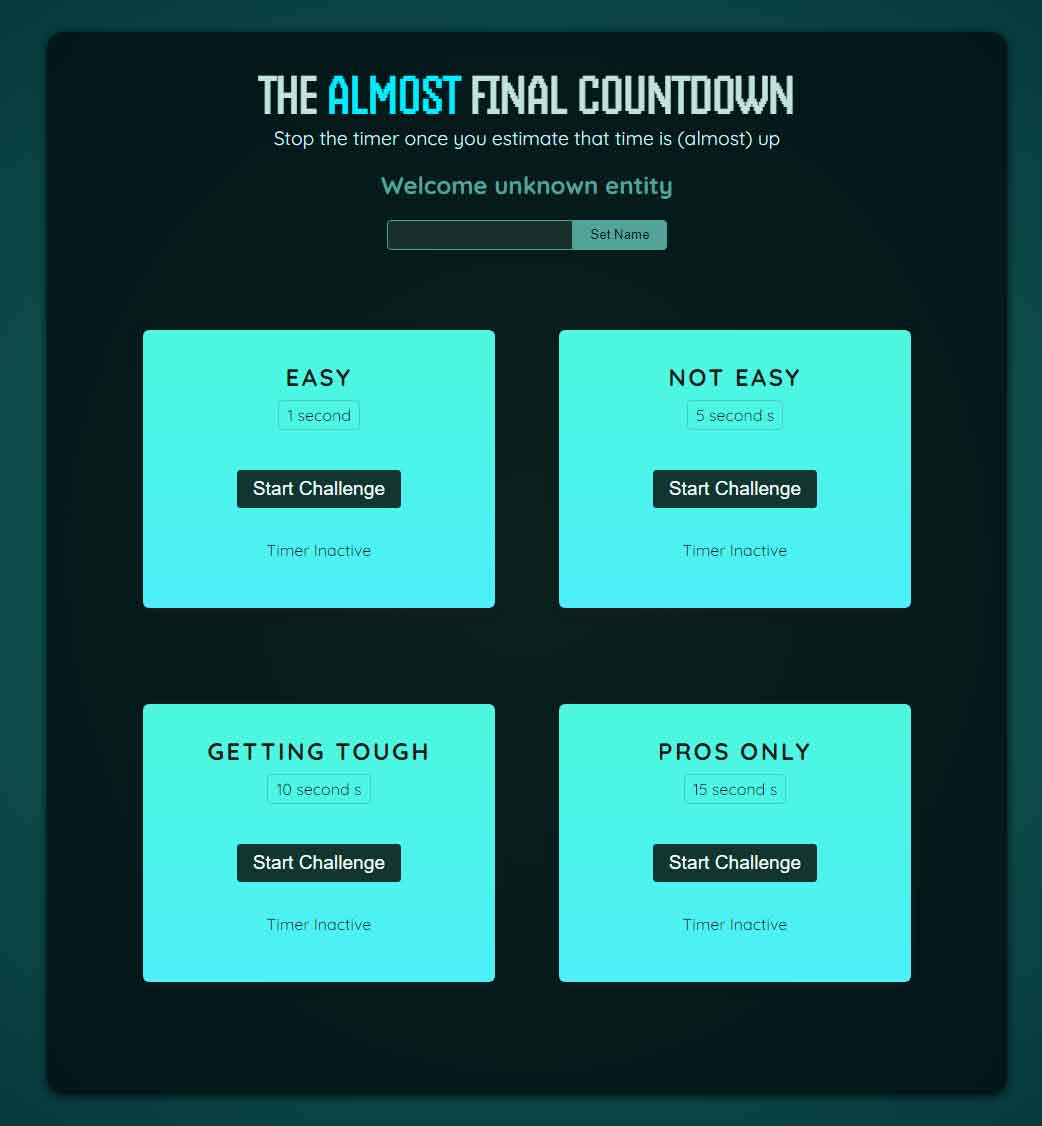 THE ALMOST FINAL COUNTDOWN
Stop the timer once you estimate that time is (almost) up
Welcome unknown entity
Set Name
EASY
1 second
Start Challenge
Timer Inactive
NOT EASY
5 second s
Start Challenge
Timer Inactive
GETTING TOUGH
10 second s
Start Challenge
Timer Inactive
PROS ONLY
15 second s
Start Challenge
Timer Inactive